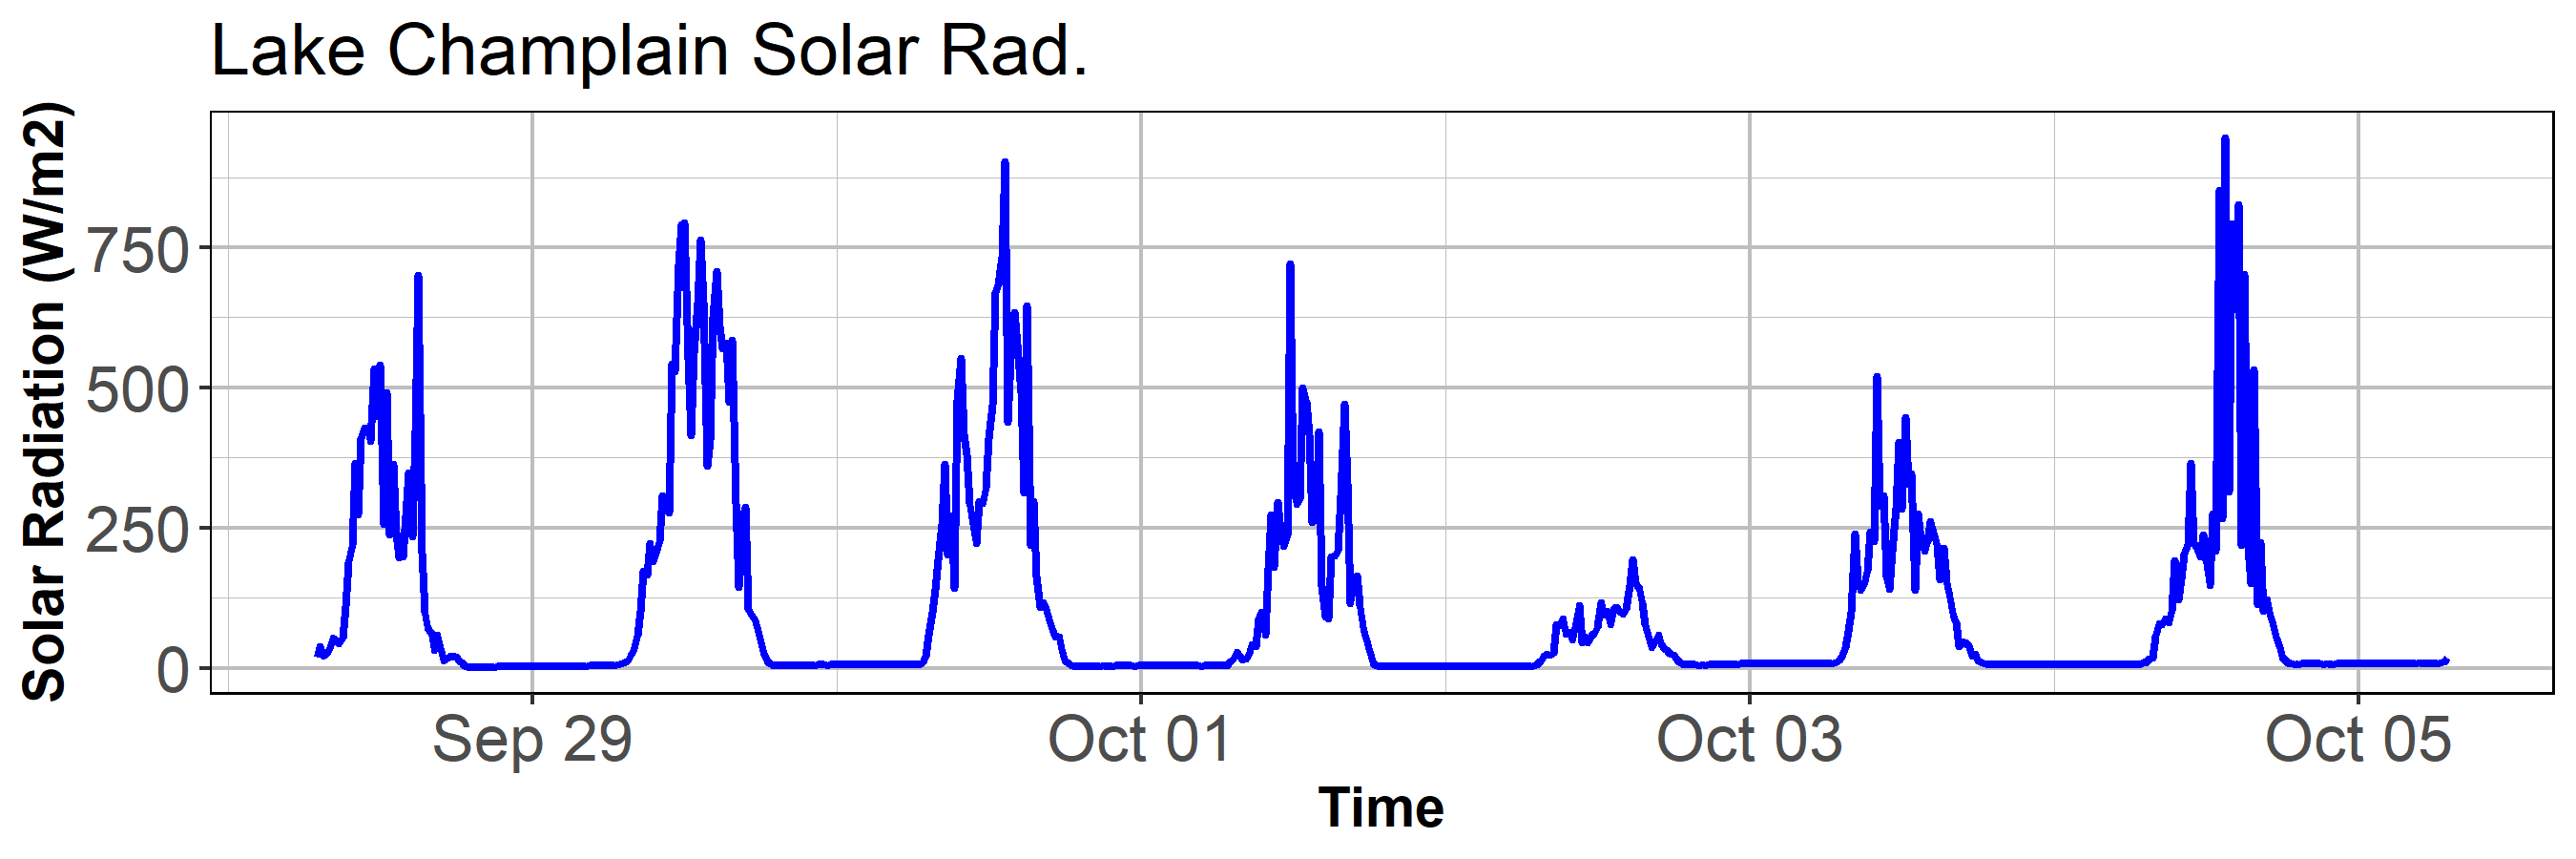 Lake Champlain Solar Rad.
Solar Radiation (W/m2)
750
500
250
0
Sep 29
Oct 01
Oct 03
Oct 05
Time